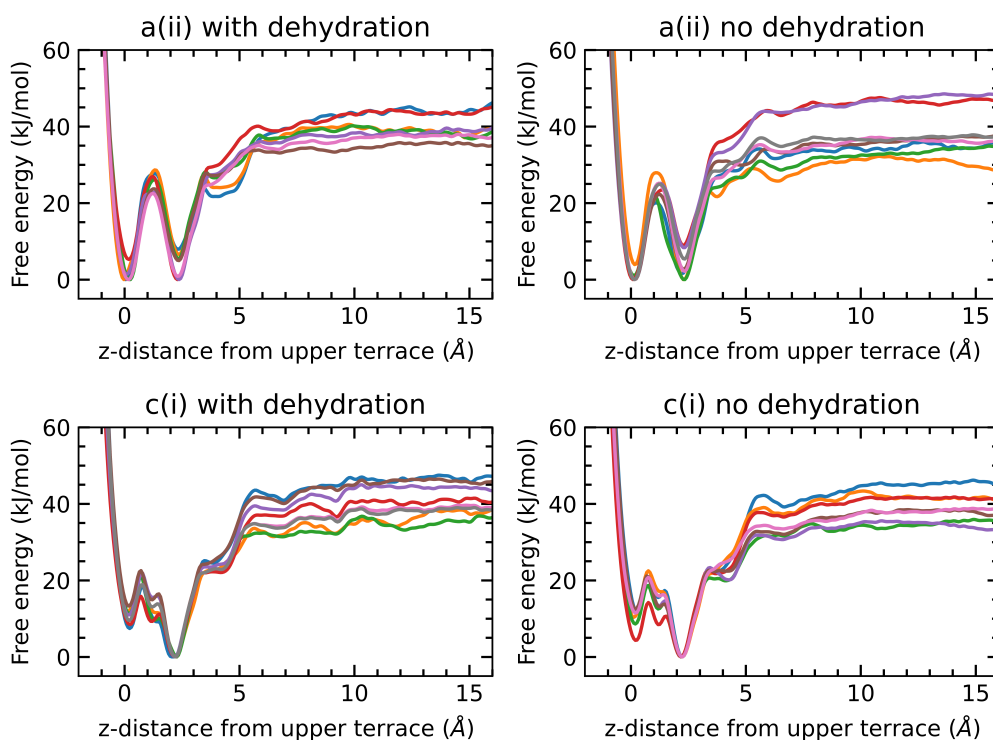 a(ii) with dehydration
60
40
20
0
Free energy (kJ/mol)
0 5 10 15
z-distance from upper terrace (Å)
a(ii) no dehydration
60
40
20
0
Free energy (kJ/mol)
0 5 10 15
z-distance from upper terrace (Å)
c(i) with dehydration
60
40
20
0
Free energy (kJ/mol)
0 5 10 15
z-distance from upper terrace (Å)
c(i) no dehydration
60
40
20
0
Free energy (kJ/mol)
0 5 10 15
z-distance from upper terrace (Å)